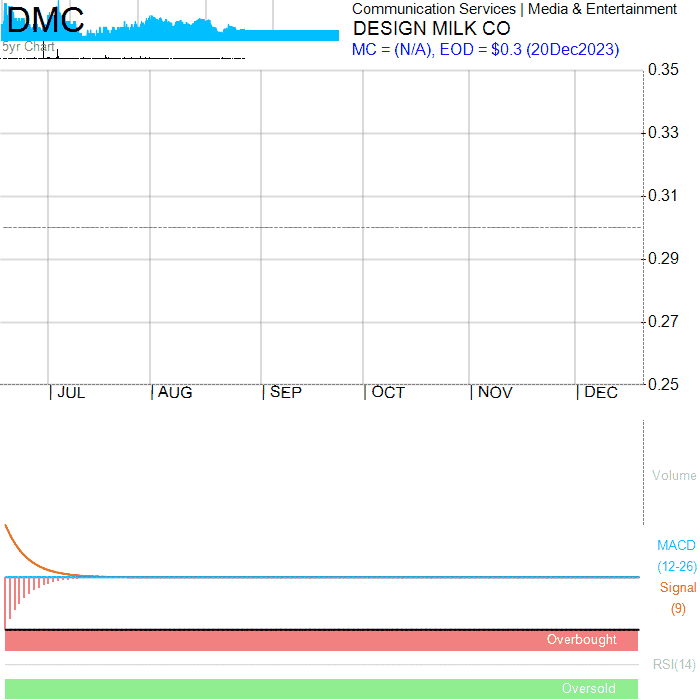 DMC
Communication Services | Media & Entertainment
DESIGN MILK CO
MC = (N/A), EOD = $0.3 (20Dec2023)
5yr Chart
0.35
0.33
0.31
0.29
0.27
0.25
| JUL | AUG | SEP | OCT | NOV | DEC
Volume
MACD
(12-26)
Signal
(9)
Overbought
RSI(14)
Oversold